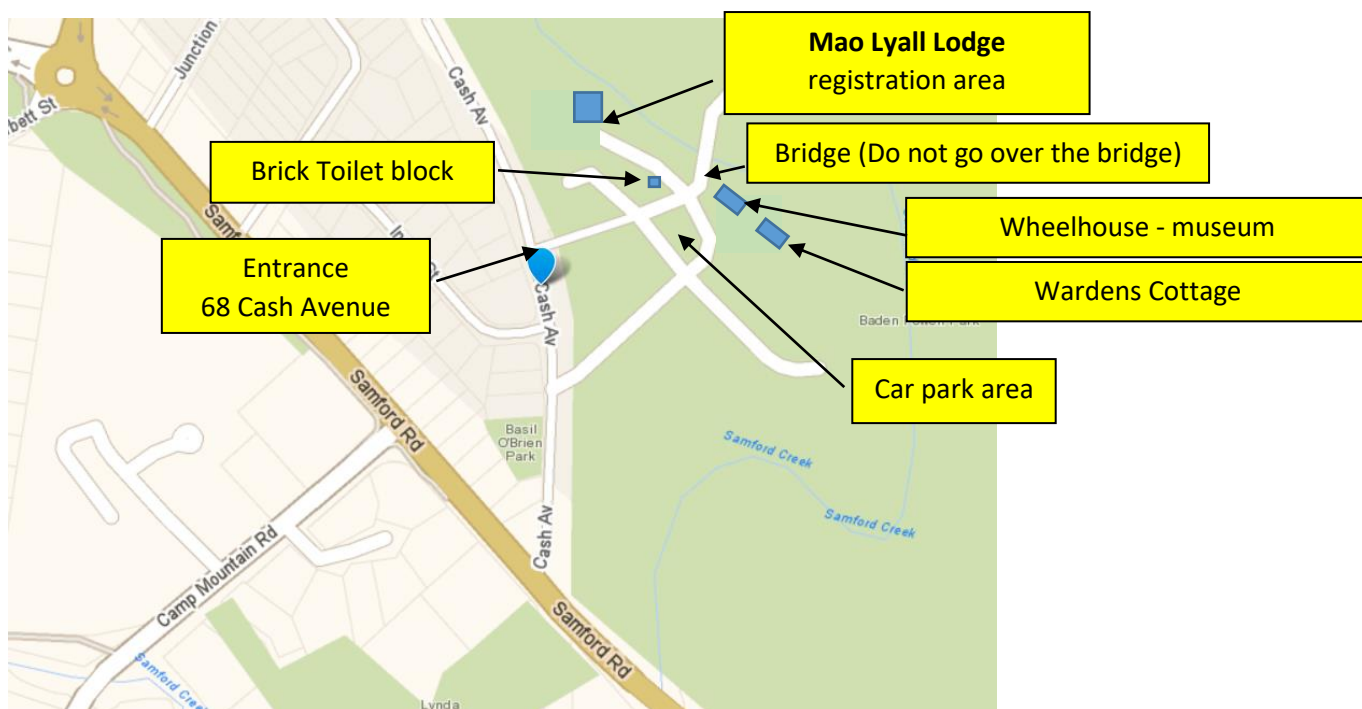 Mao Lyall Lodge
registration area
Junction
Cash Av
bett St
Brick Toilet block
Bridge (Do not go over the bridge)
Wheelhouse - museum
Entrance
68 Cash Avenue
Wardens Cottage
Cash Av
Baden Powell Park
Car park area
Samford Rd
Basil
O'Brien
Park
Samford Creek
Samford Creek
Cash Av
Camp Mountain Rd
Samford Rd
Samford Creek
Lynda